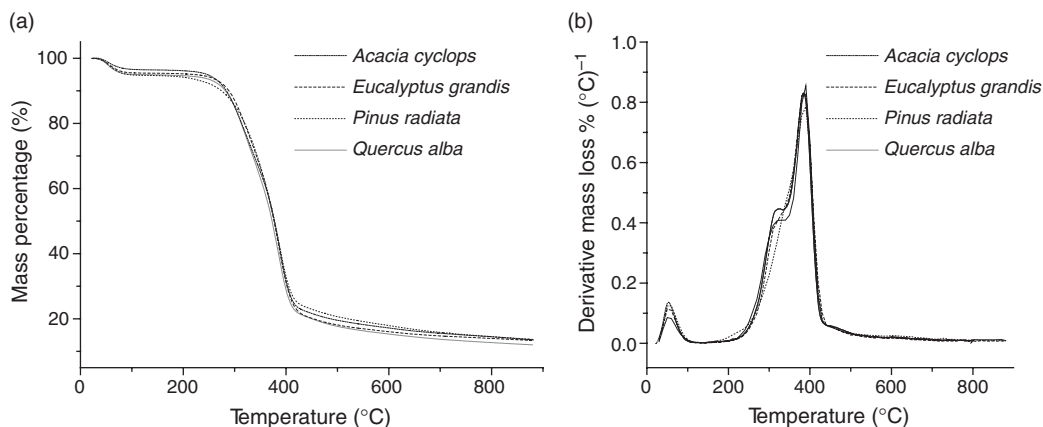 (a)
100
80
60
40
20
Mass percentage (%)
0 200 400 600 800
Temperature (°C)
Acacia cyclops
Eucalyptus grandis
Pinus radiata
Quercus alba
(b)
1.0
0.8
0.6
0.4
0.2
0.0
Derivative mass loss % (°C)⁻¹
0 200 400 600 800
Temperature (°C)
Acacia cyclops
Eucalyptus grandis
Pinus radiata
Quercus alba